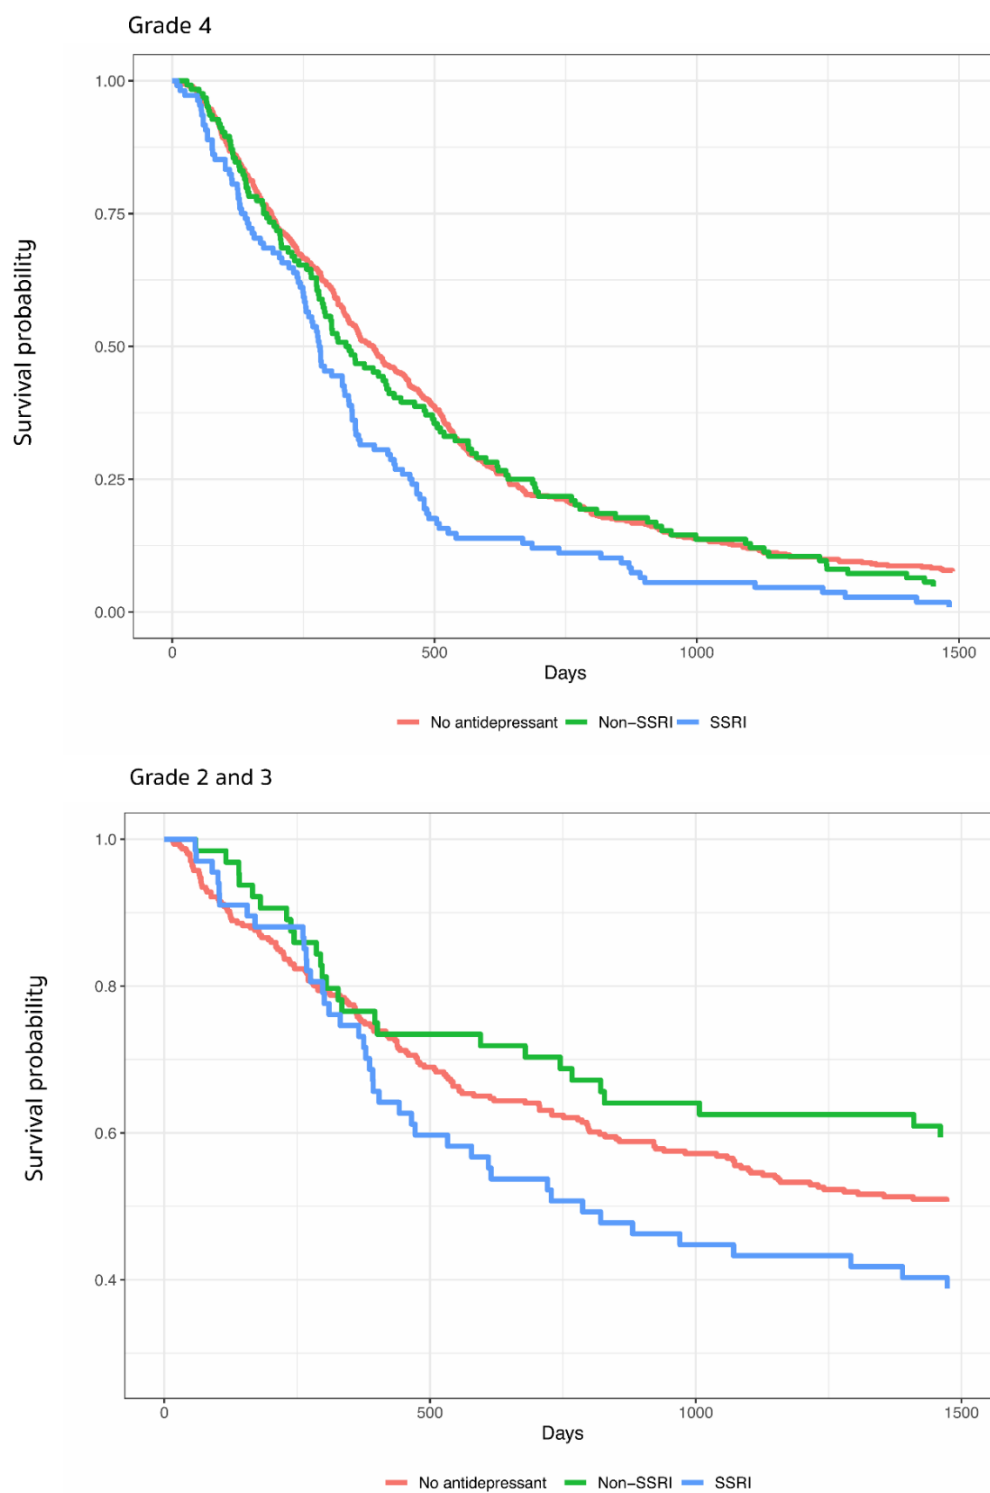 Grade 4
Survival probability
1.00
0.75
0.50
0.25
0.00
0 500 1000 1500
Days
No antidepressant Non-SSRI SSRI
Grade 2 and 3
Survival probability
1.0
0.8
0.6
0.4
0 500 1000 1500
Days
No antidepressant Non-SSRI SSRI